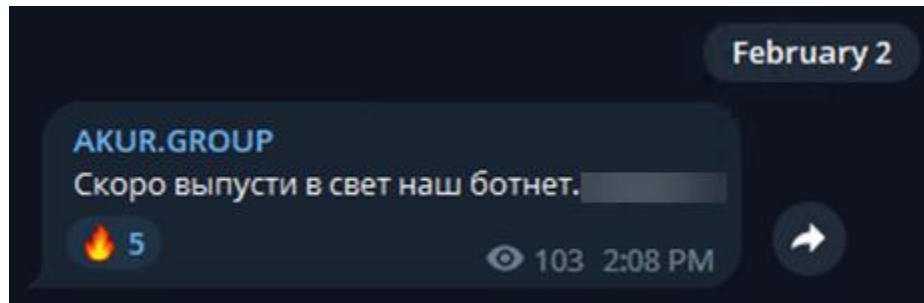 February 2
AKUR.GROUP
Скоро выпусти в свет наш ботнет.
🔥 5
103 2:08 PM